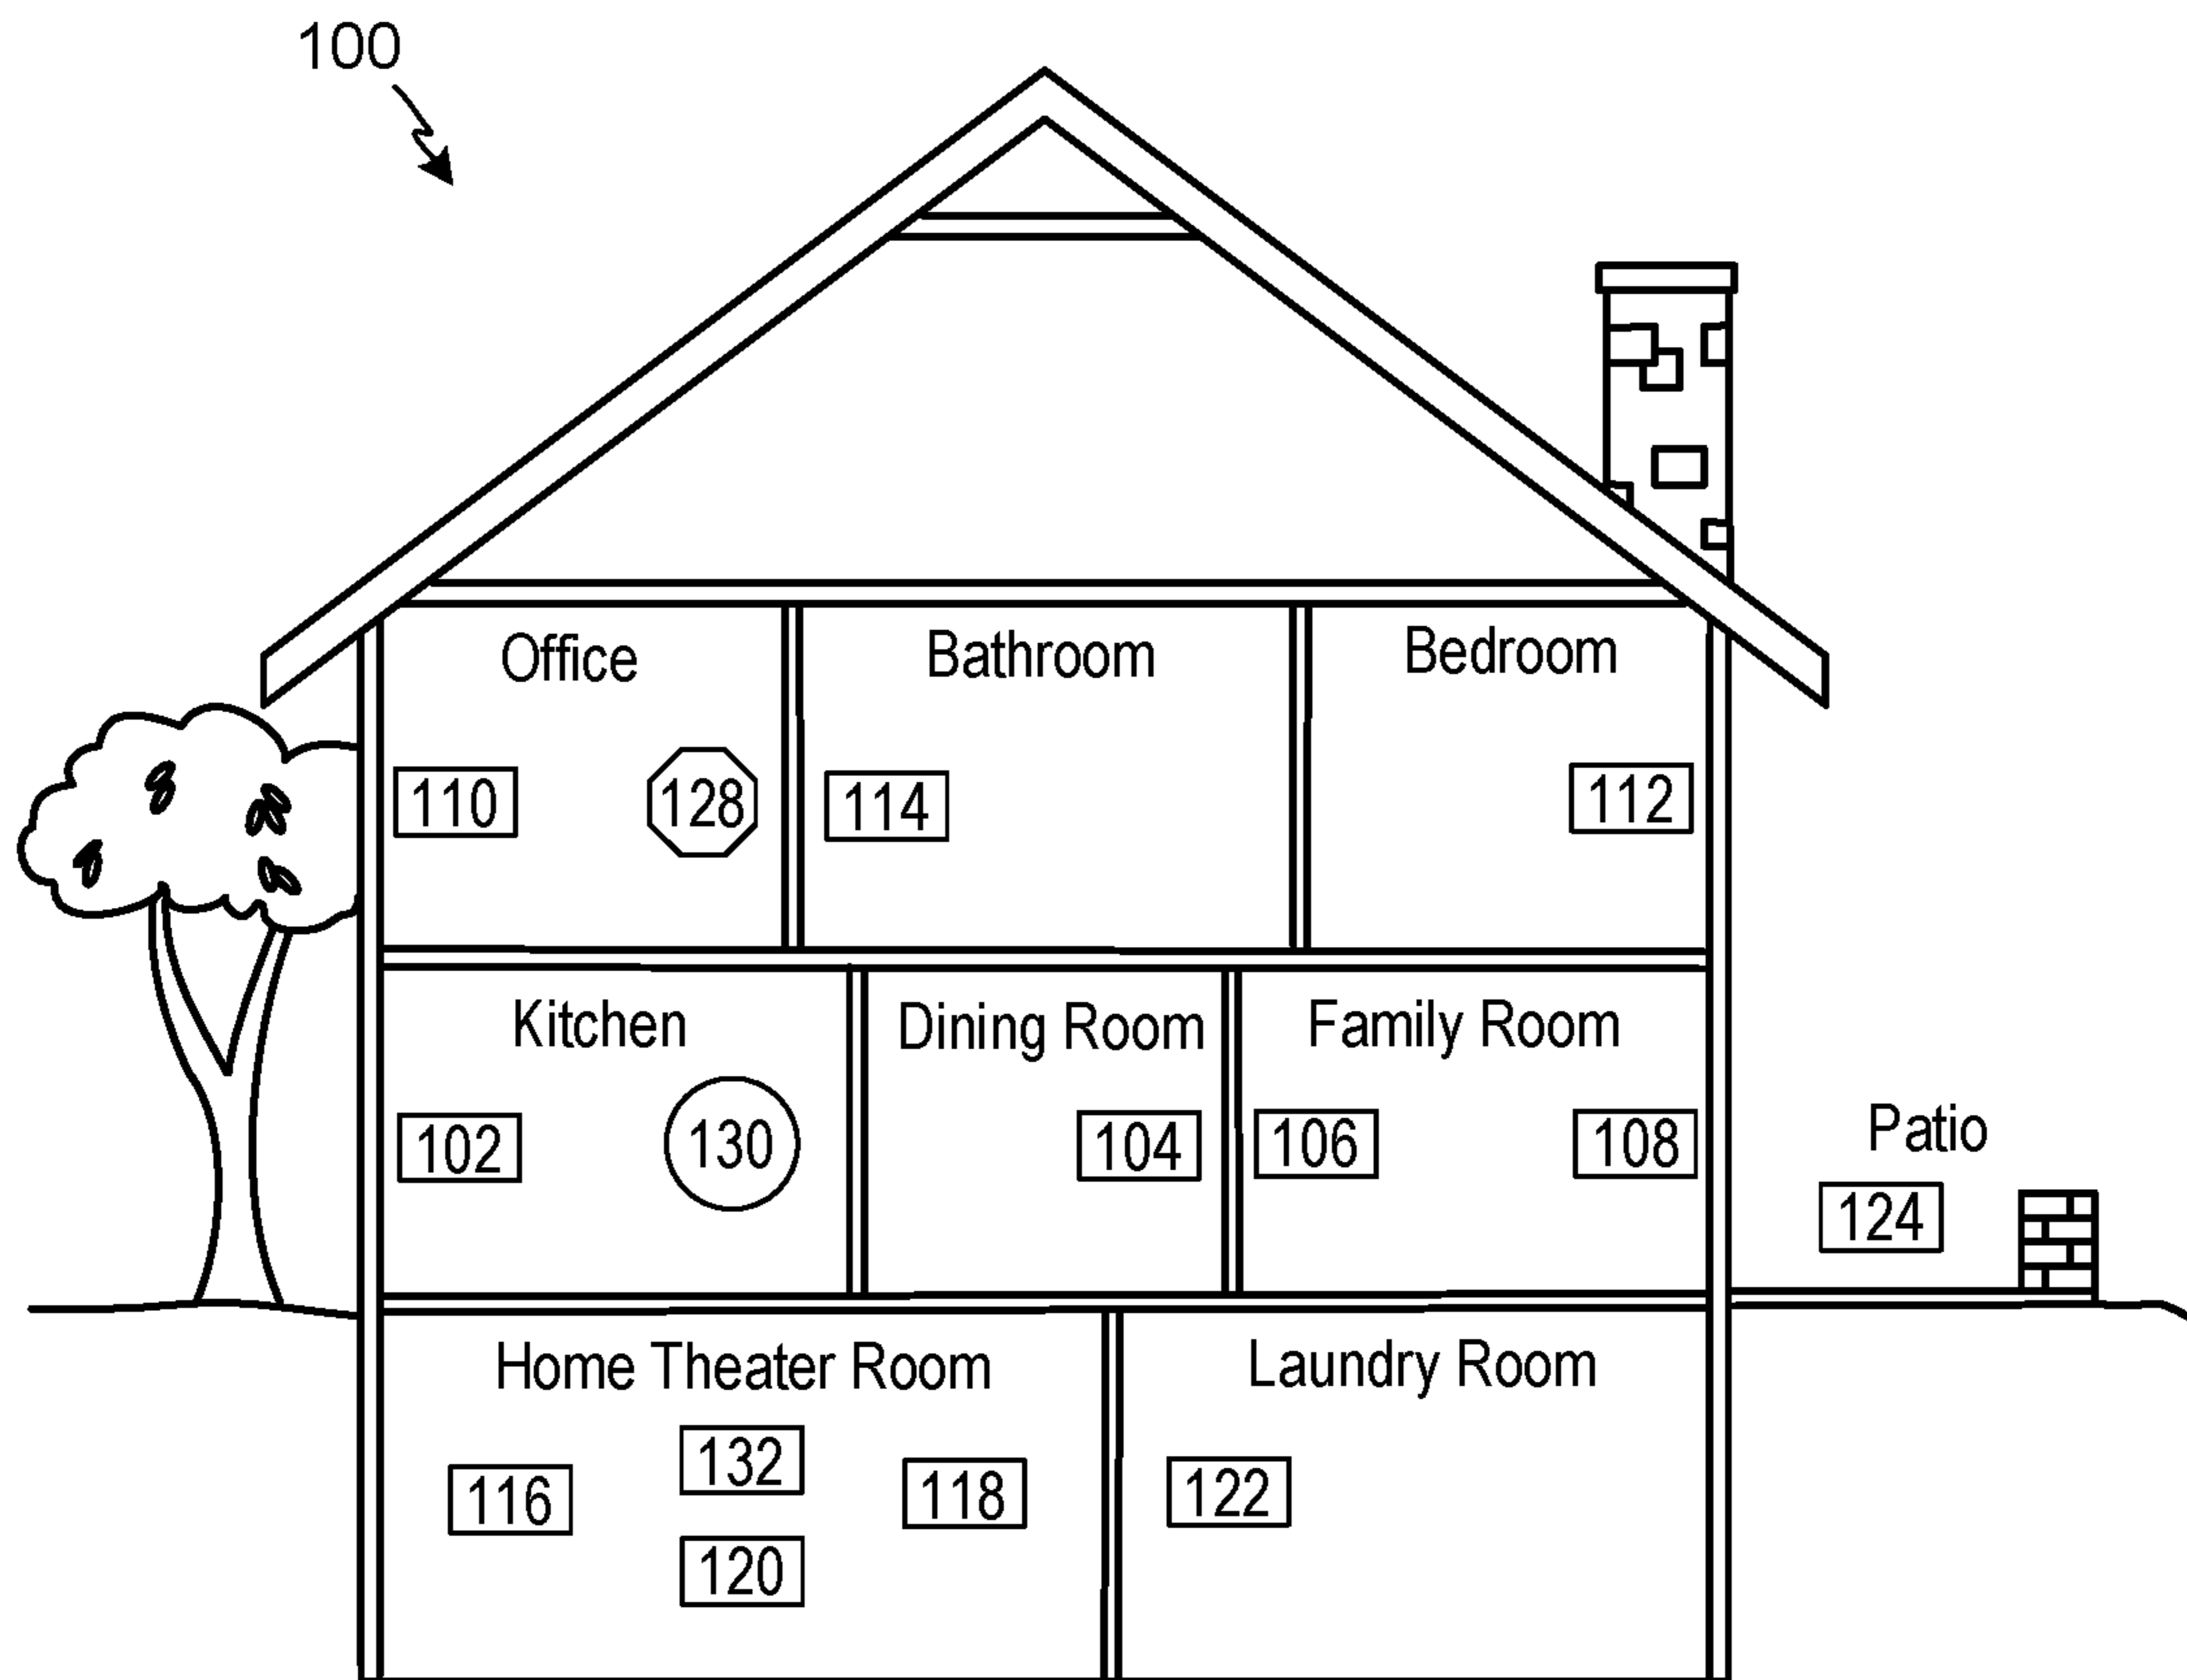 100
Office
Bathroom
Bedroom
110
128
114
112
Kitchen
Dining Room
Family Room
102
130
104
106
108
Patio
124
Home Theater Room
Laundry Room
116
132
118
120
122